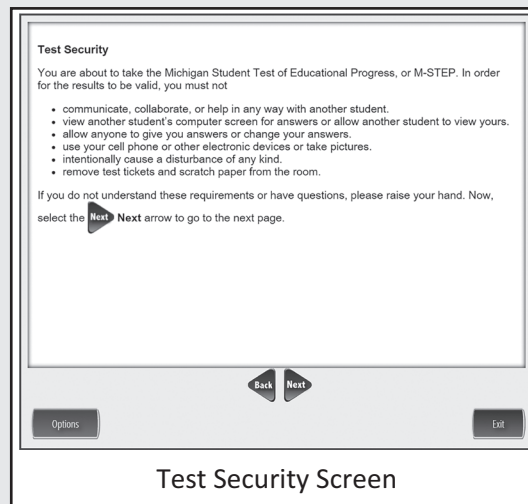 Test Security
You are about to take the Michigan Student Test of Educational Progress, or M-STEP. In order
for the results to be valid, you must not
• communicate, collaborate, or help in any way with another student.
• view another student's computer screen for answers or allow another student to view yours.
• allow anyone to give you answers or change your answers.
• use your cell phone or other electronic devices or take pictures.
• intentionally cause a disturbance of any kind.
• remove test tickets and scratch paper from the room.
If you do not understand these requirements or have questions, please raise your hand. Now,
select the Next Next arrow to go to the next page.
Back Next
Options Exit
Test Security Screen